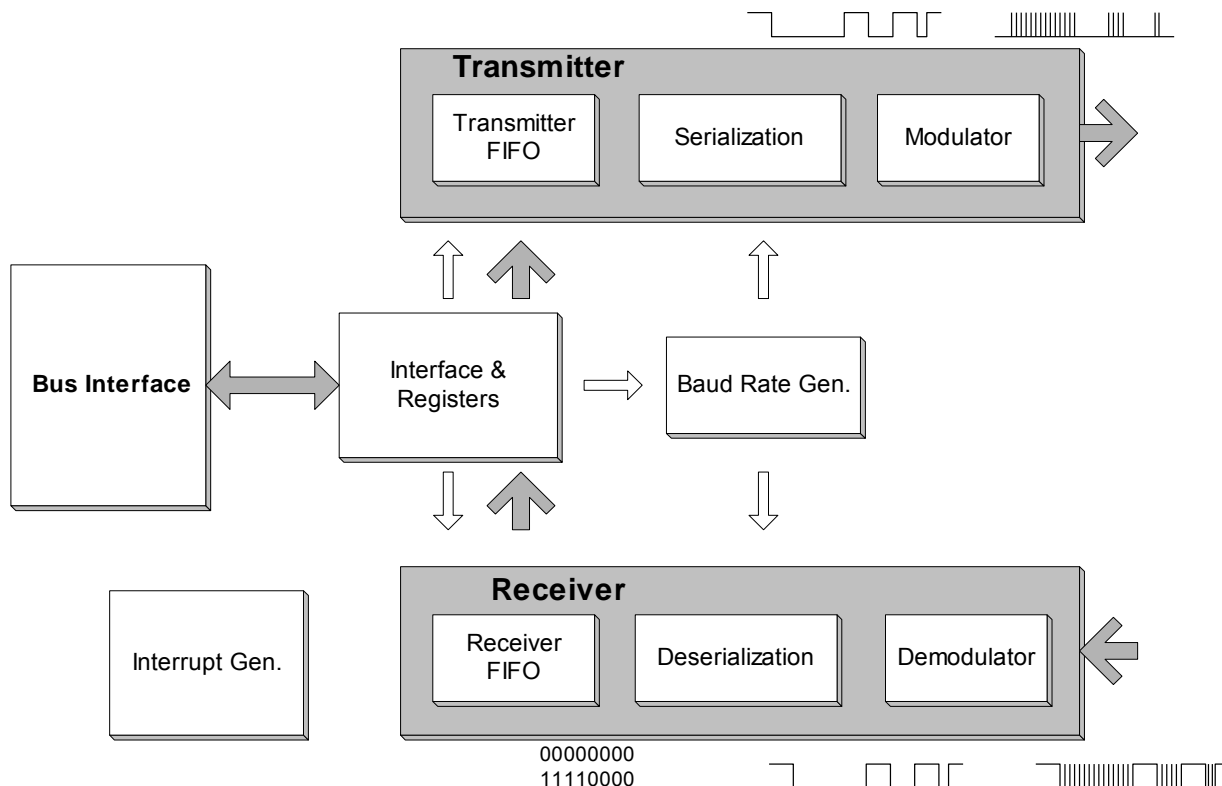 Transmitter
Transmitter
FIFO
Serialization
Modulator
Bus Interface
Interface &
Registers
Baud Rate Gen.
Interrupt Gen.
Receiver
Receiver
FIFO
Deserialization
Demodulator
00000000
11110000